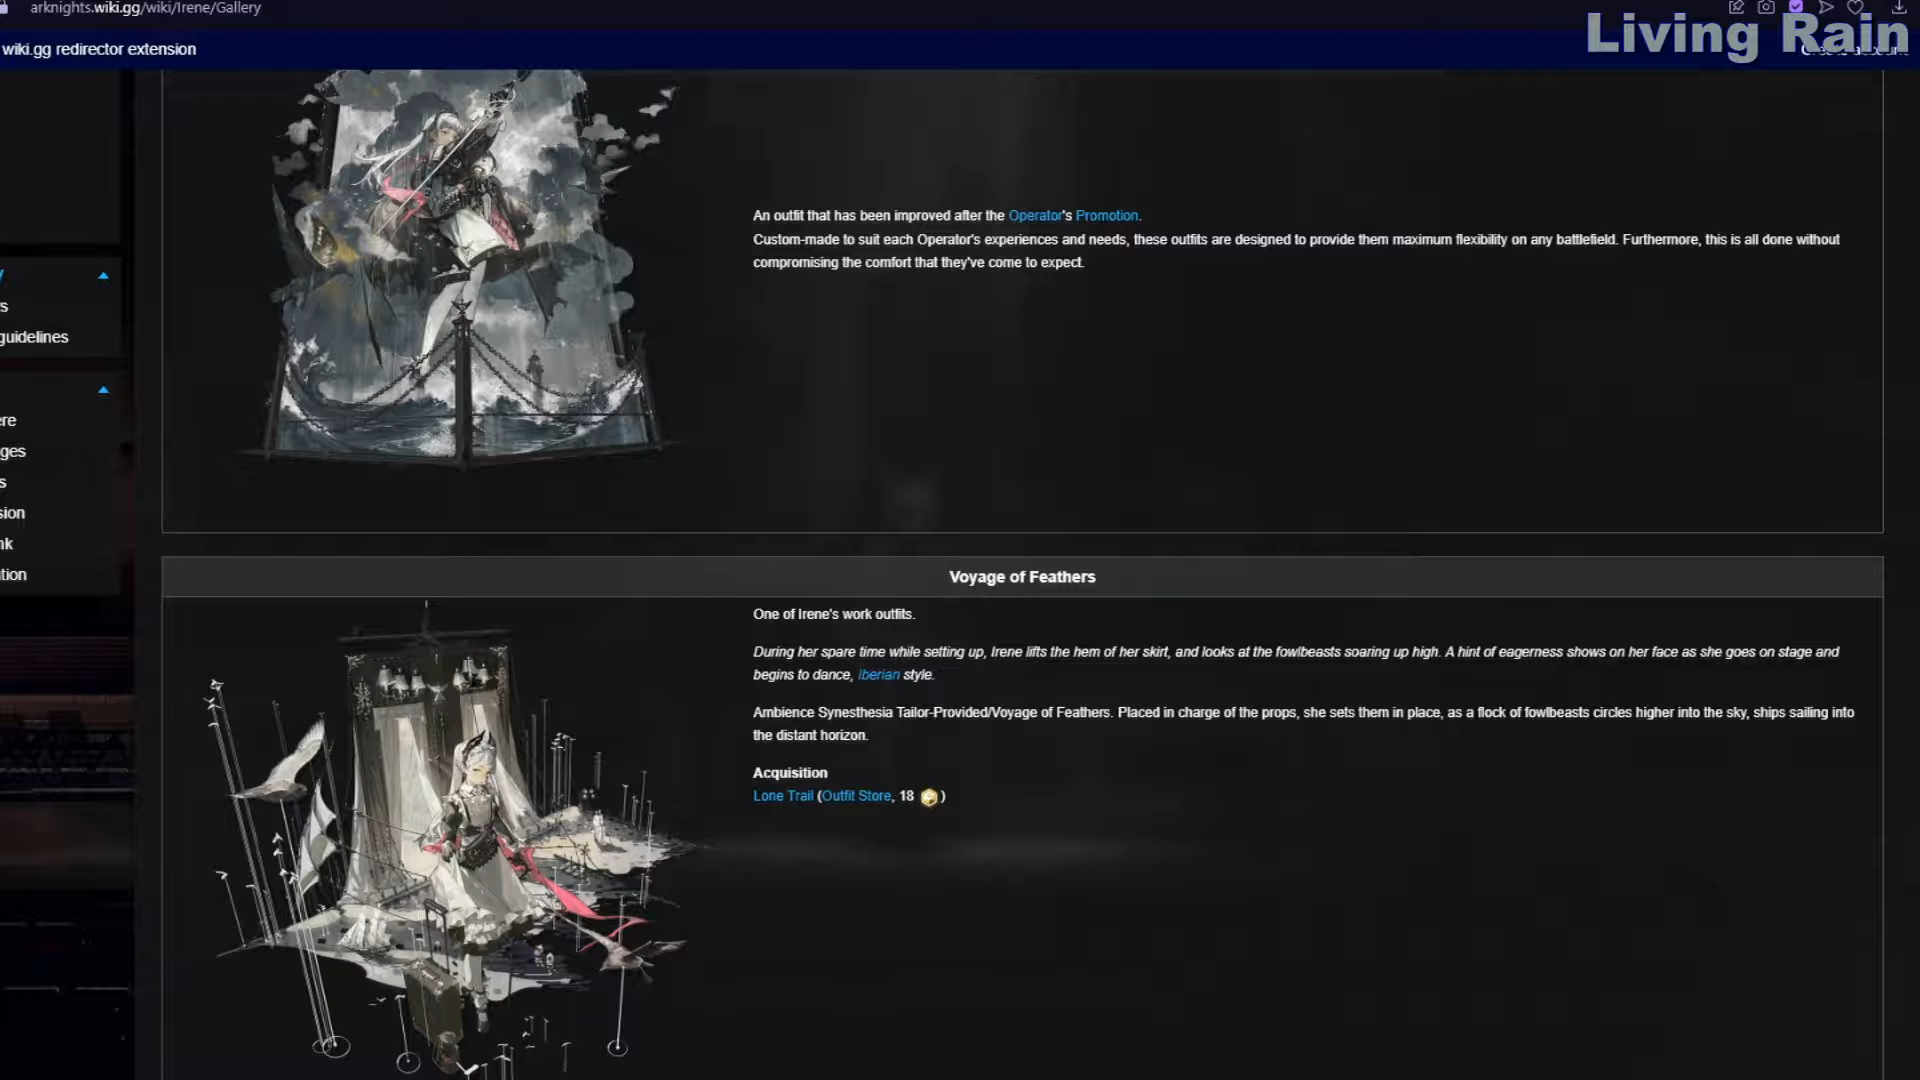 arknights.wiki.gg/wiki/Irene/Gallery
Living Rain
wiki.gg redirector extension
An outfit that has been improved after the Operator's Promotion.
Custom-made to suit each Operator's experiences and needs, these outfits are designed to provide them maximum flexibility on any battlefield. Furthermore, this is all done without
compromising the comfort that they've come to expect.
guidelines
Voyage of Feathers
One of Irene's work outfits.
During her spare time while setting up, Irene lifts the hem of her skirt, and looks at the fowlbeasts soaring up high. A hint of eagerness shows on her face as she goes on stage and
begins to dance, Iberian style.
Ambience Synesthesia Tailor-Provided/Voyage of Feathers. Placed in charge of the props, she sets them in place, as a flock of fowlbeasts circles higher into the sky, ships sailing into
the distant horizon.
Acquisition
Lone Trail (Outfit Store, 18 )